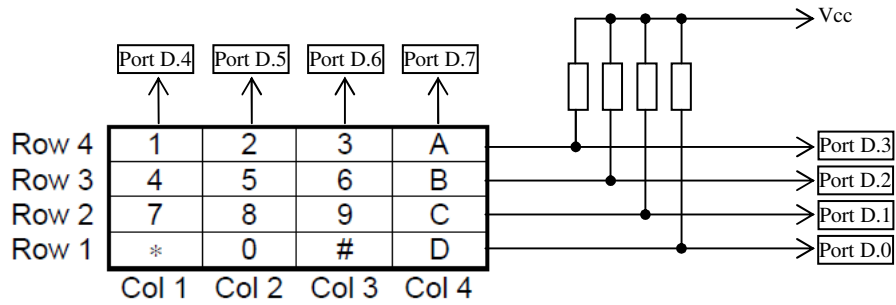 Vcc
Port D.4 Port D.5 Port D.6 Port D.7
Row 4 1 2 3 A Port D.3
Row 3 4 5 6 B Port D.2
Row 2 7 8 9 C Port D.1
Row 1 * 0 # D Port D.0
Col 1 Col 2 Col 3 Col 4